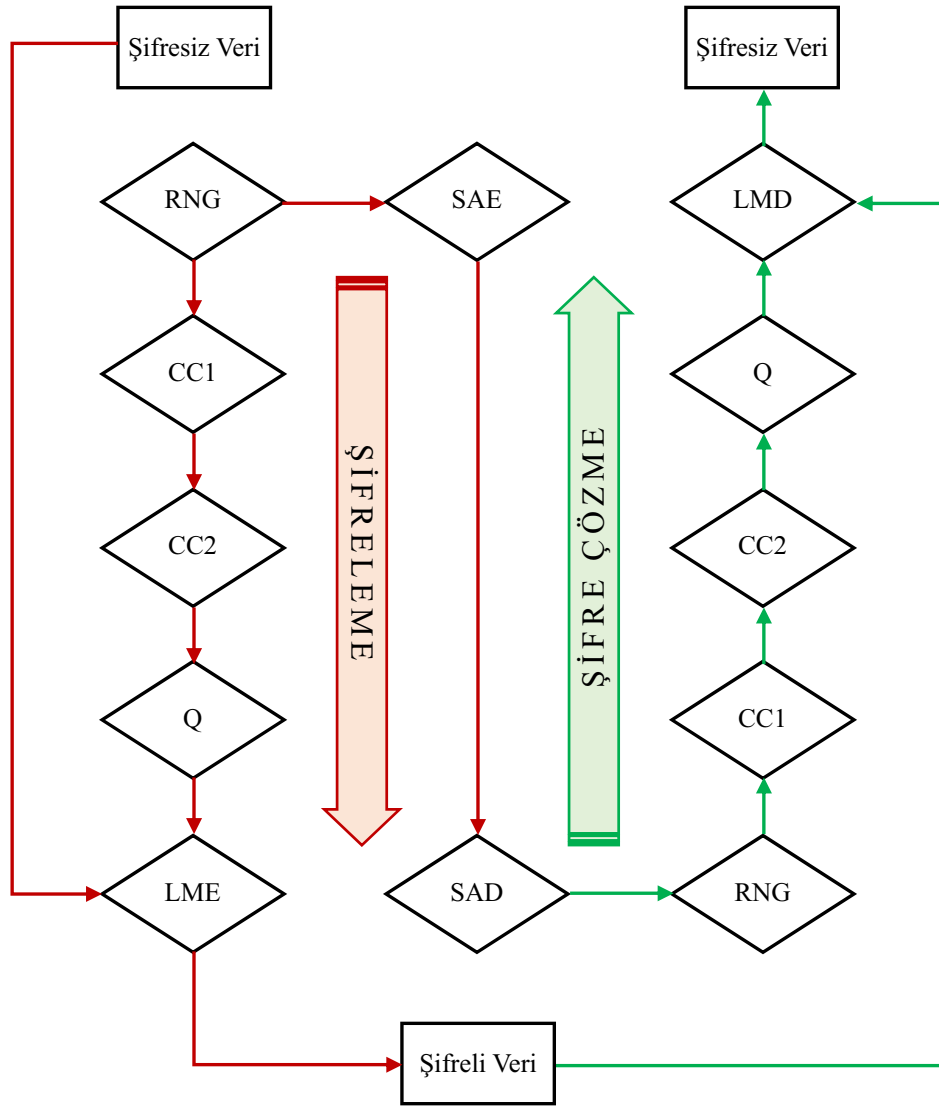 Şifresiz Veri
Şifresiz Veri
RNG
SAE
LMD
CC1
Q
ŞİFRELEME
ŞİFRE ÇÖZME
CC2
CC2
Q
CC1
LME
SAD
RNG
Şifreli Veri